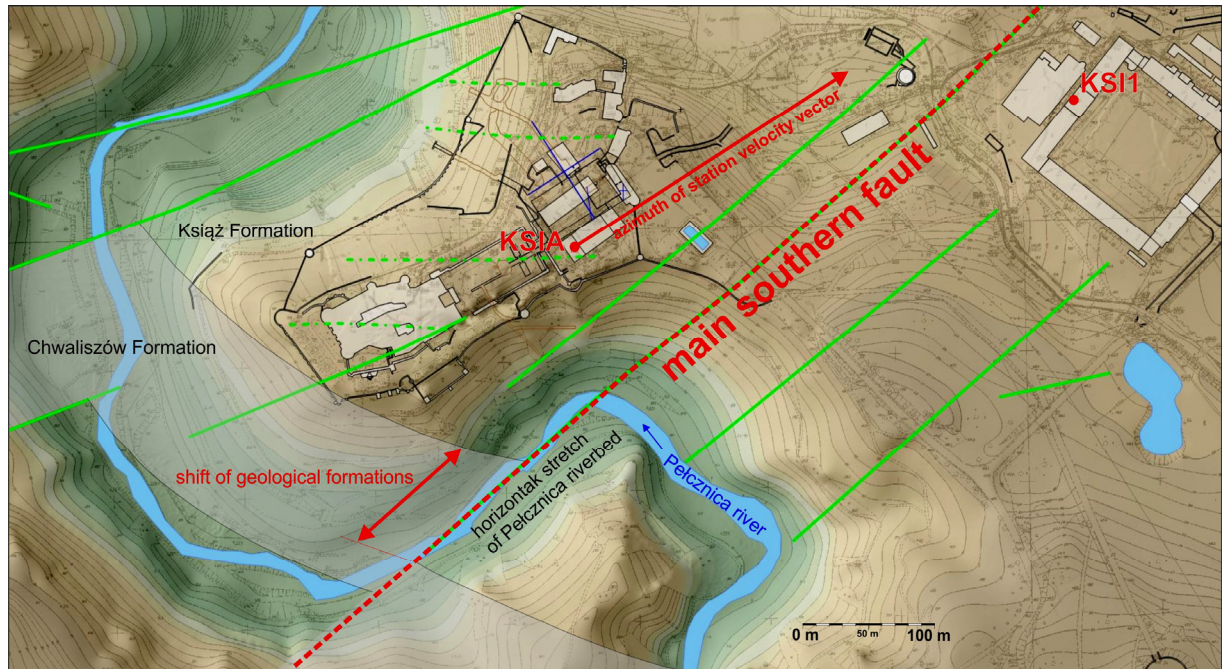 KSI1
azimuth of station velocity vector
main southern fault
Książ Formation
KSIA
Chwaliszów Formation
shift of geological formations
horizontak stretch
of Pełcznica riverbed
Pełcznica river
0 m 50 m 100 m